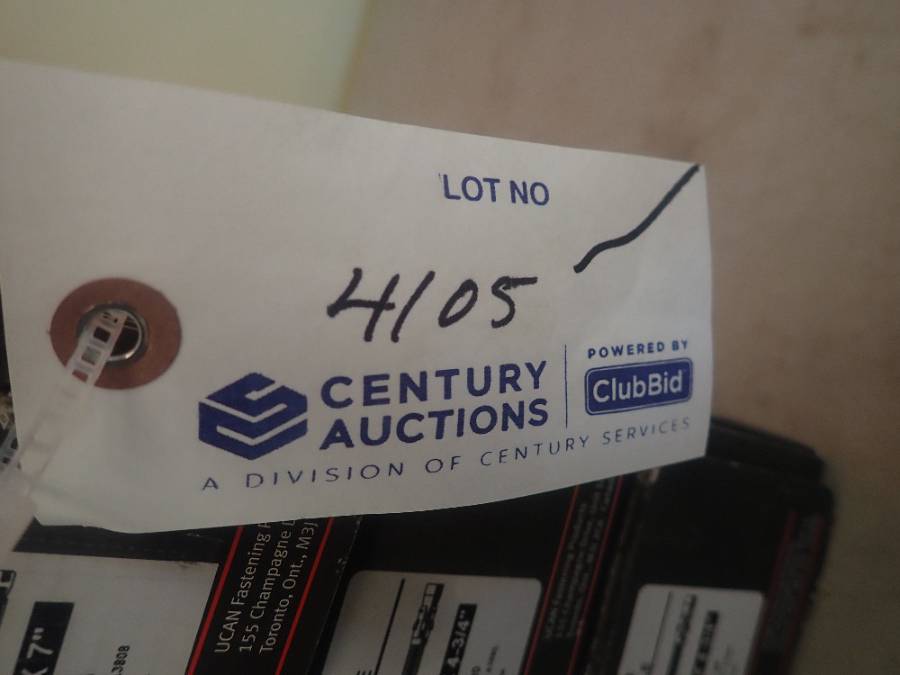 LOT NO
4105
CENTURY
AUCTIONS
POWERED BY
ClubBid
A DIVISION OF CENTURY SERVICES
UCAN Fastening
155 Champagne
Toronto, Ont., M3J
X 7"
3808
4-3/4"